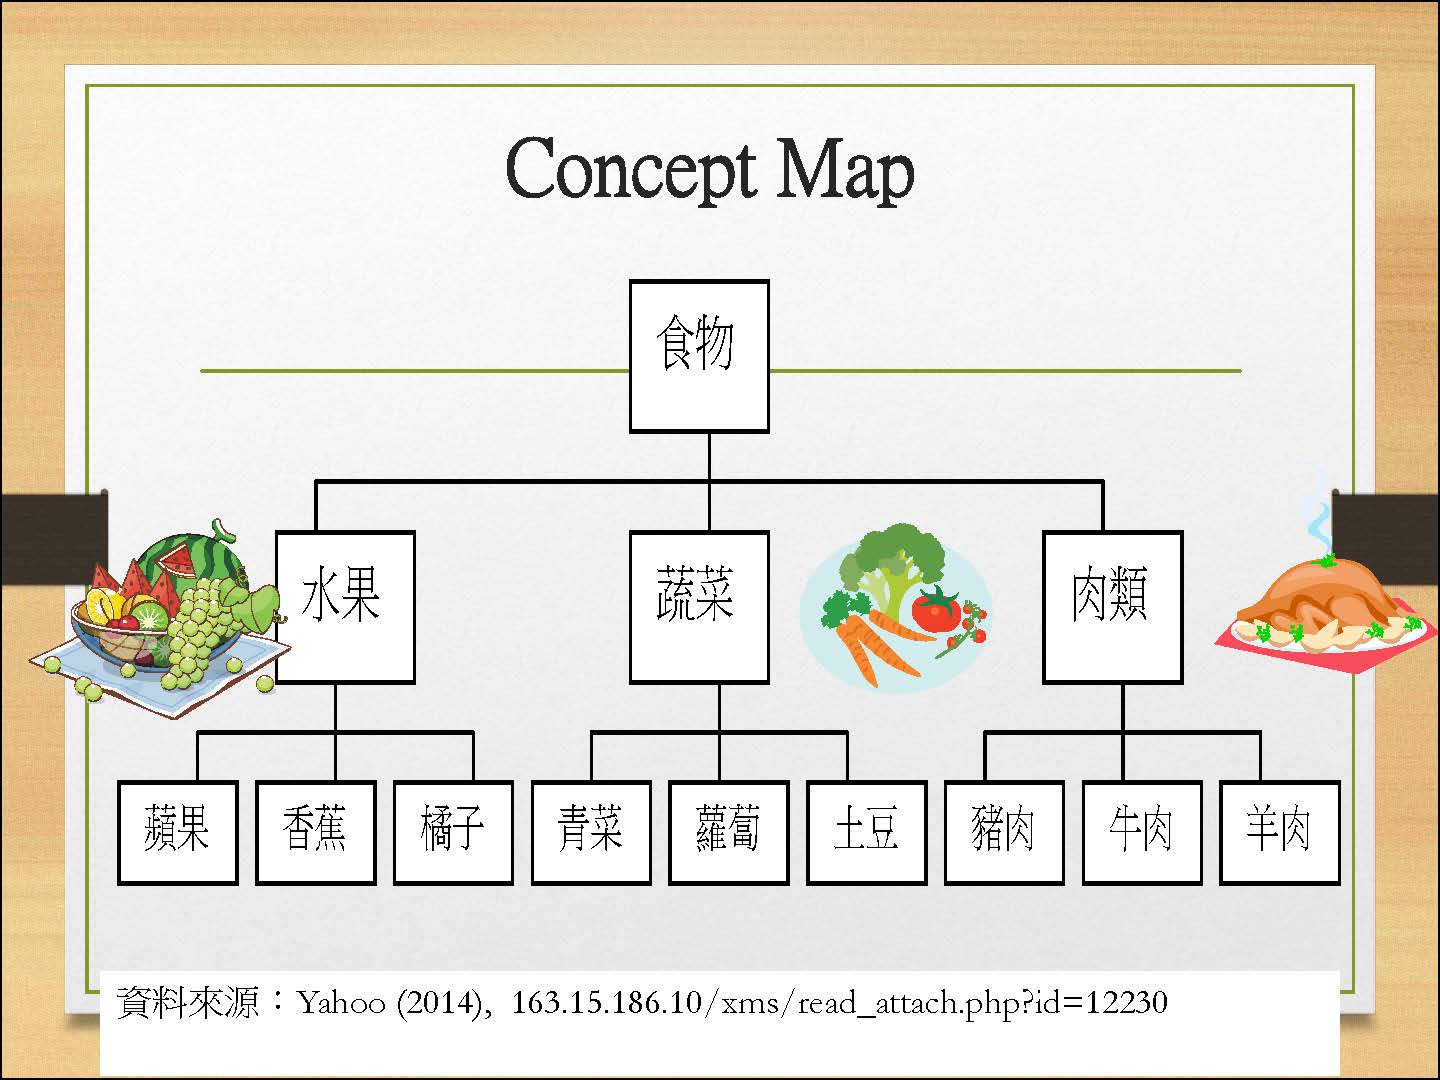 Concept Map
食物
水果
蔬菜
肉類
蘋果
香蕉
橘子
青菜
蘿蔔
土豆
豬肉
牛肉
羊肉
資料來源：Yahoo (2014),  163.15.186.10/xms/read_attach.php?id=12230